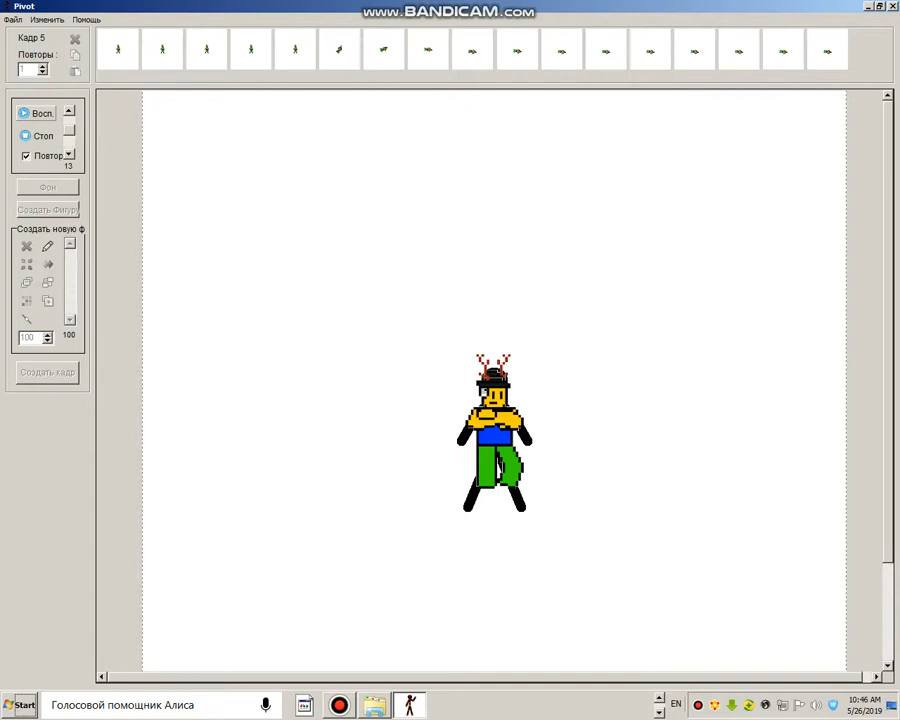 Pivot
www.BANDICAM.com
Файл Изменить Помощь
Кадр 5
Повторы :
1
Восп.
Стоп
Повтор
13
Фон
Создать Фигуру
Создать новую ф
100
100
Создать кадр
Start
Голосовой помощник Алиса
EN
10:46 AM
5/26/2019